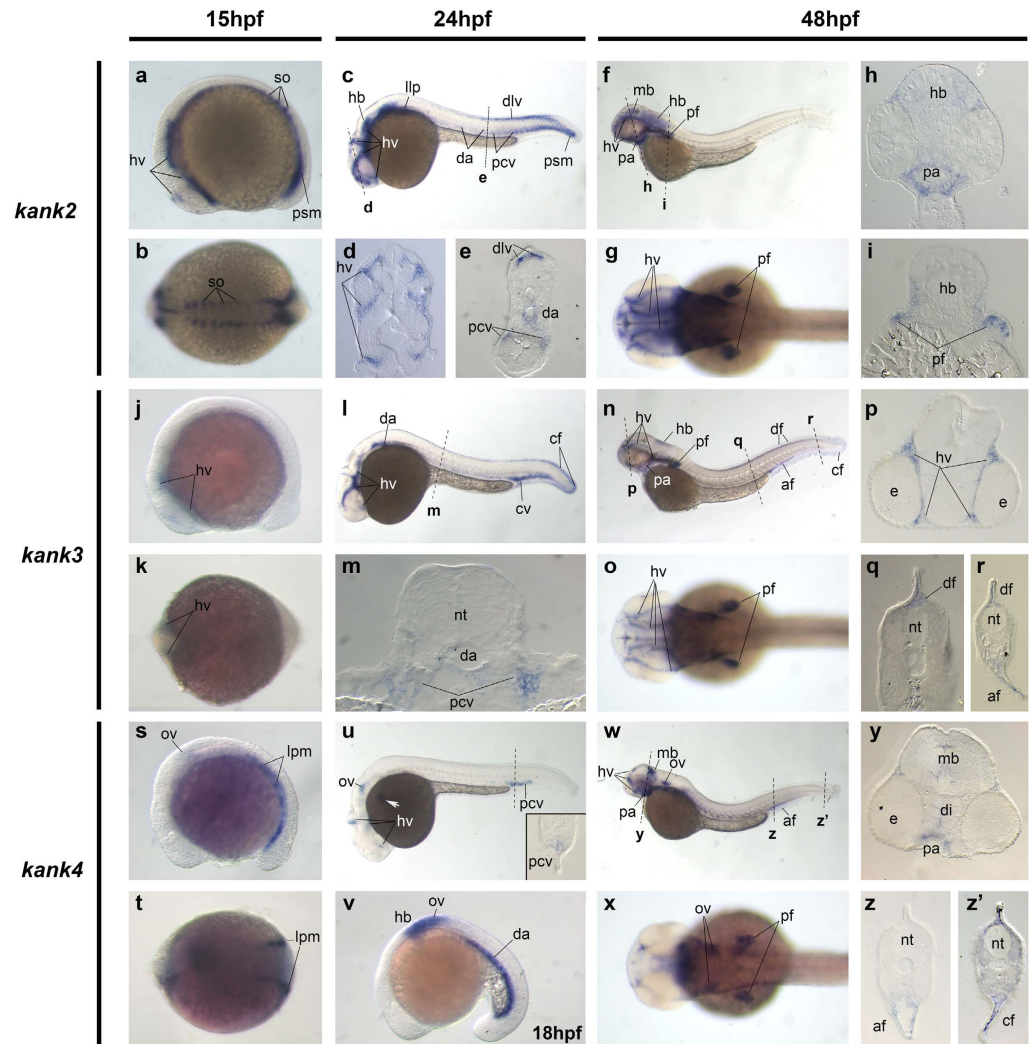 15hpf 24hpf 48hpf
kank2
a so hv psm
c llp hb dlv hv da pcv psm e d
f mb hb pf hv pa h i
h hb pa
b so
d hv
e dlv da pcv
g hv pf
i hb pf
kank3
j hv
l da cf hv cv m
n hv hb pf df r q pa af cf p
p hv e e
k hv
m nt da pcv
o hv pf
q df nt
r df nt af
kank4
s ov lpm
u ov hv pcv pcv
w mb ov hv pa af y z z’
y mb di e pa
t lpm
v ov hb da 18hpf
x ov pf
z nt af
z’ nt cf